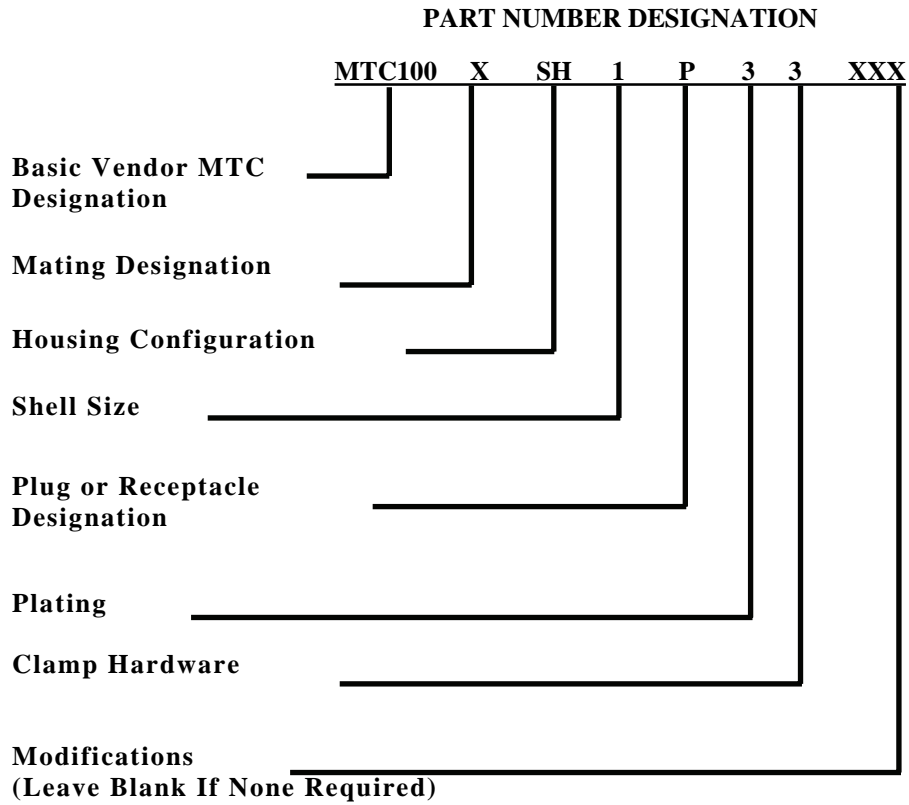 PART NUMBER DESIGNATION
MTC100 X SH 1 P 3 3 XXX
Basic Vendor MTC
Designation
Mating Designation
Housing Configuration
Shell Size
Plug or Receptacle
Designation
Plating
Clamp Hardware
Modifications
(Leave Blank If None Required)